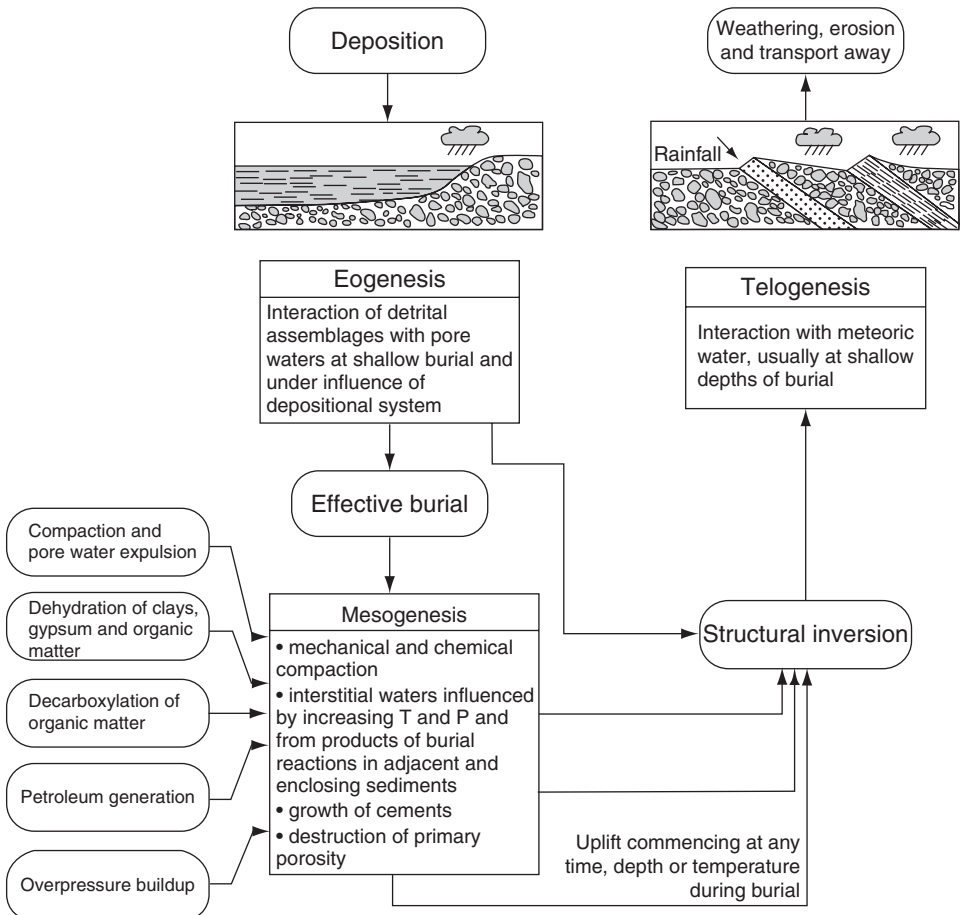 Deposition
Weathering, erosion
and transport away
Rainfall
Eogenesis
Interaction of detrital
assemblages with pore
waters at shallow burial and
under influence of
depositional system
Telogenesis
Interaction with meteoric
water, usually at shallow
depths of burial
Effective burial
Compaction and
pore water expulsion
Dehydration of clays,
gypsum and organic
matter
Decarboxylation of
organic matter
Petroleum generation
Overpressure buildup
Mesogenesis
• mechanical and chemical
compaction
• interstitial waters influenced
by increasing T and P and
from products of burial
reactions in adjacent and
enclosing sediments
• growth of cements
• destruction of primary
porosity
Structural inversion
Uplift commencing at any
time, depth or temperature
during burial